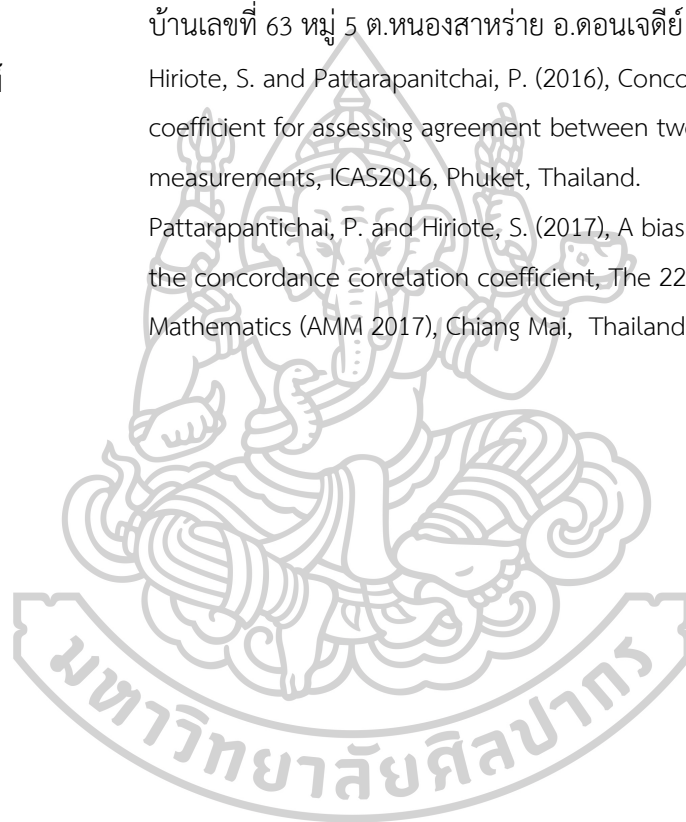 บ้านเลขที่ 63 หมู่ 5 ต.หนองสาหร่าย อ.ดอนเจดีย์
Hiriote, S. and Pattarapanitchai, P. (2016), Conco
coefficient for assessing agreement between tw
measurements, ICAS2016, Phuket, Thailand.
Pattarapantichai, P. and Hiriote, S. (2017), A bias
the concordance correlation coefficient, The 22
Mathematics (AMM 2017), Chiang Mai, Thailand
มหาวิทยาลัยศิลปากร